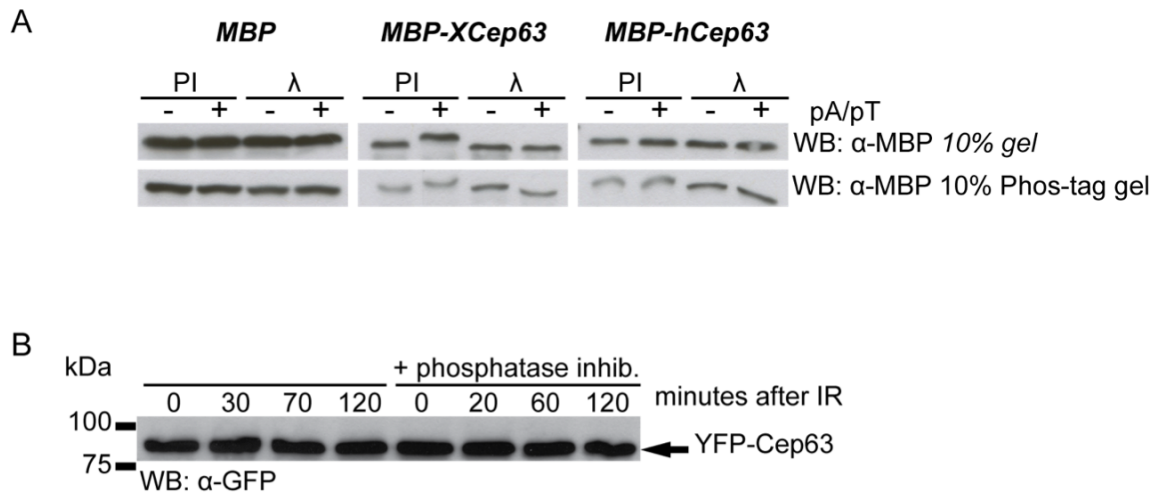 A
MBP MBP-XCep63 MBP-hCep63
PI λ PI λ PI λ
- + - + - + - + - + - + pA/pT
WB: α-MBP 10% gel
WB: α-MBP 10% Phos-tag gel
B
kDa + phosphatase inhib.
0 30 70 120 0 20 60 120 minutes after IR
100
YFP-Cep63
75
WB: α-GFP